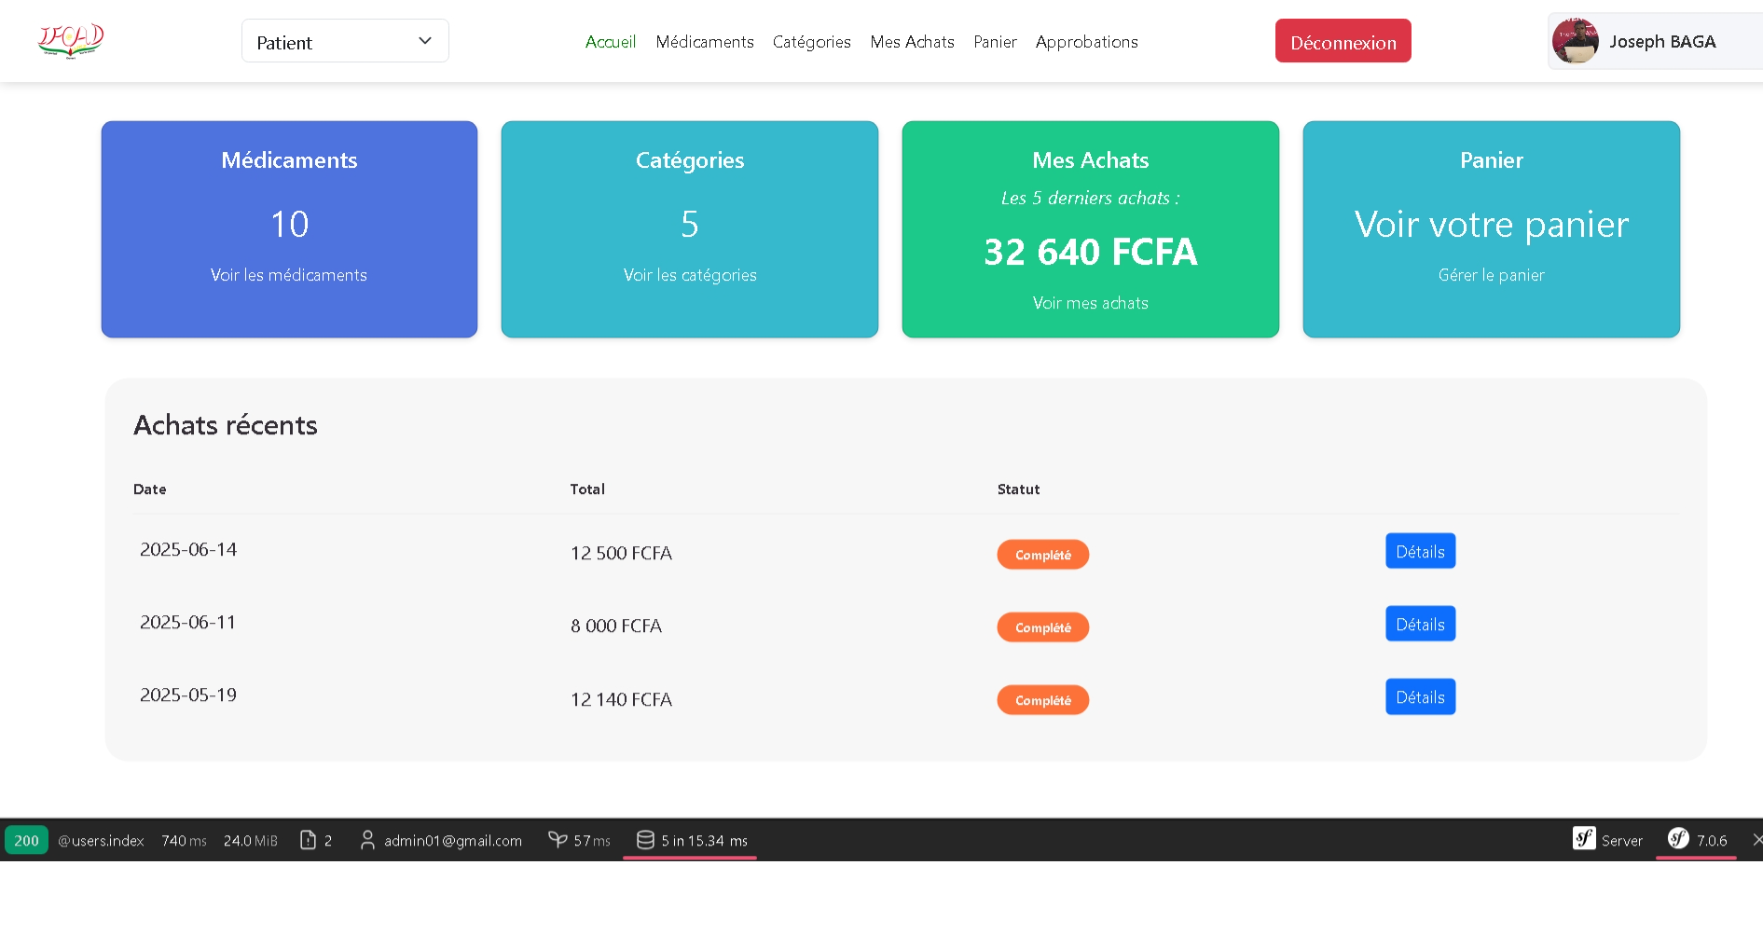 IFCAD
Patient
Accueil Médicaments Catégories Mes Achats Panier Approbations
Déconnexion
Joseph BAGA
Médicaments
10
Voir les médicaments
Catégories
5
Voir les catégories
Mes Achats
Les 5 derniers achats :
32 640 FCFA
Voir mes achats
Panier
Voir votre panier
Gérer le panier
Achats récents
Date Total Statut
2025-06-14 12 500 FCFA Complété Détails
2025-06-11 8 000 FCFA Complété Détails
2025-05-19 12 140 FCFA Complété Détails
200 @users.index 740 ms 24.0 MiB 2 admin01@gmail.com 57 ms 5 in 15.34 ms sf Server sf 7.0.6